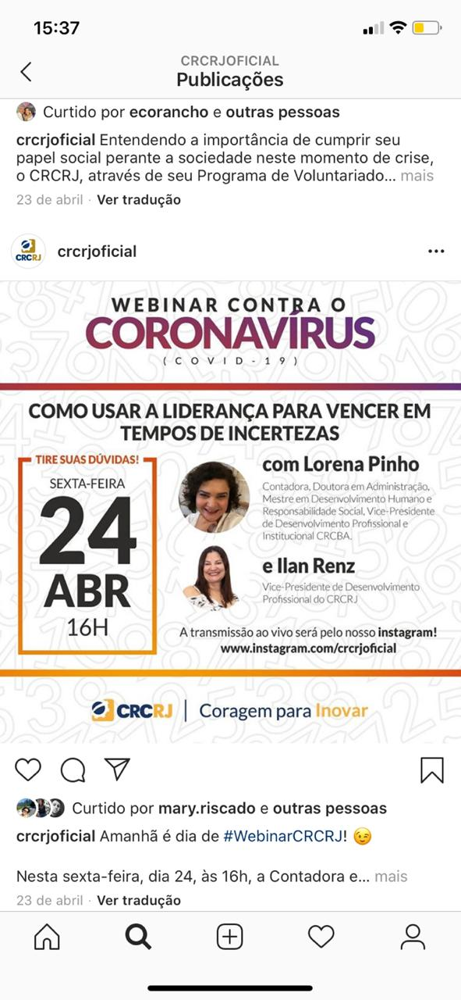 15:37
CRCRJOFICIAL
Publicações
Curtido por ecorancho e outras pessoas
crcrjoficial Entendendo a importância de cumprir seu
papel social perante a sociedade neste momento de crise,
o CRCRJ, através de seu Programa de Voluntariado... mais
23 de abril · Ver tradução
CRCRJ
crcrjoficial
WEBINAR CONTRA O
CORONAVÍRUS
(COVID-19)
COMO USAR A LIDERANÇA PARA VENCER EM
TEMPOS DE INCERTEZAS
TIRE SUAS DÚVIDAS!
SEXTA-FEIRA
24
ABR
16H
com Lorena Pinho
Contadora, Doutora em Administração,
Mestre em Desenvolvimento Humano e
Responsabilidade Social, Vice-Presidente
de Desenvolvimento Profissional e
Institucional CRCBA.
e Ilan Renz
Vice-Presidente de Desenvolvimento
Profissional do CRCRJ
A transmissão ao vivo será pelo nosso instagram!
www.instagram.com/crcrjoficial
CRCRJ | Coragem para Inovar
Curtido por mary.riscado e outras pessoas
crcrjoficial Amanhã é dia de #WebinarCRCRJ! 😉
Nesta sexta-feira, dia 24, às 16h, a Contadora e... mais
23 de abril · Ver tradução